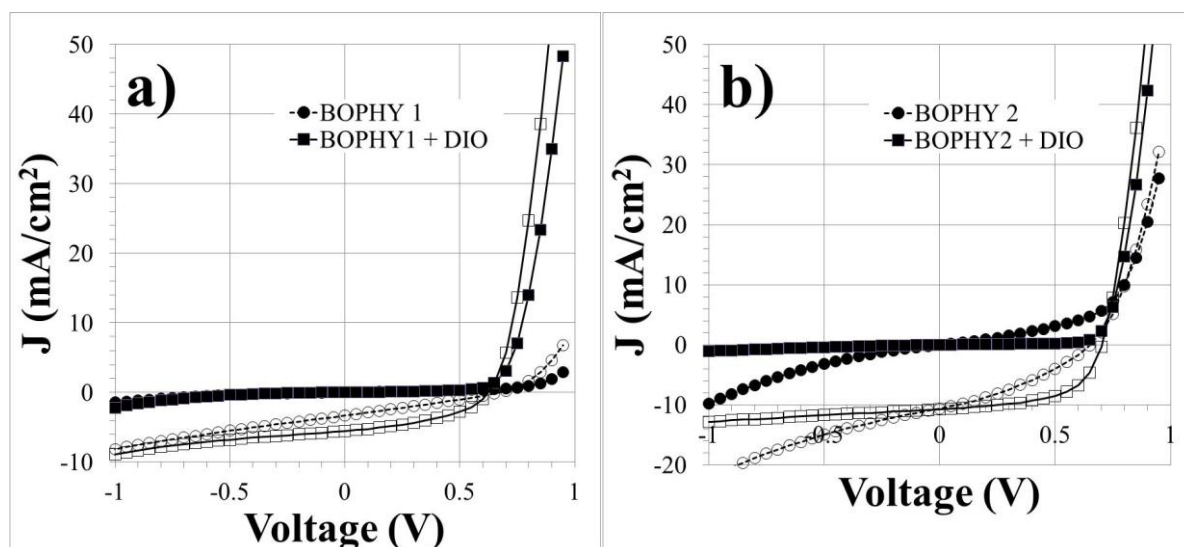 a)
BOPHY 1
BOPHY1 + DIO
50
40
30
20
10
0
-10
-1
-0.5
0
0.5
1
J (mA/cm²)
Voltage (V)
b)
BOPHY 2
BOPHY2 + DIO
50
40
30
20
10
0
-10
-20
-1
-0.5
0
0.5
1
J (mA/cm²)
Voltage (V)